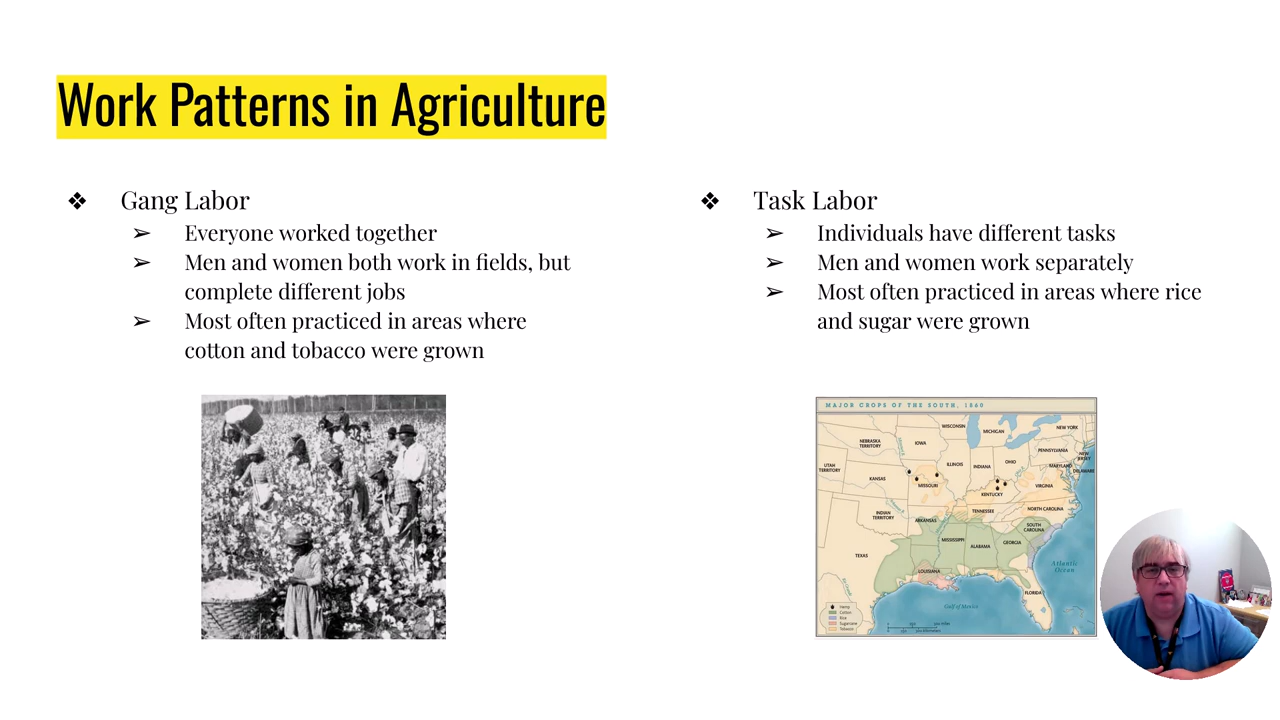 Work Patterns in Agriculture
❖ Gang Labor
➢ Everyone worked together
➢ Men and women both work in fields, but
complete different jobs
➢ Most often practiced in areas where
cotton and tobacco were grown
❖ Task Labor
➢ Individuals have different tasks
➢ Men and women work separately
➢ Most often practiced in areas where rice
and sugar were grown
MAJOR CROPS OF THE SOUTH, 1860
WISCONSIN
MICHIGAN
NEW YORK
NEBRASKA
TERRITORY
IOWA
PENNSYLVANIA
NEW
JERSEY
UTAH
TERRITORY
ILLINOIS
INDIANA
OHIO
MARYLAND
DELAWARE
KANSAS
MISSOURI
KENTUCKY
VIRGINIA
INDIAN
TERRITORY
ARKANSAS
TENNESSEE
NORTH CAROLINA
SOUTH
CAROLINA
MISSISSIPPI
ALABAMA
GEORGIA
TEXAS
LOUISIANA
Atlantic
Ocean
FLORIDA
Gulf of Mexico
Hemp
Cotton
Rice
Sugarcane
Tobacco